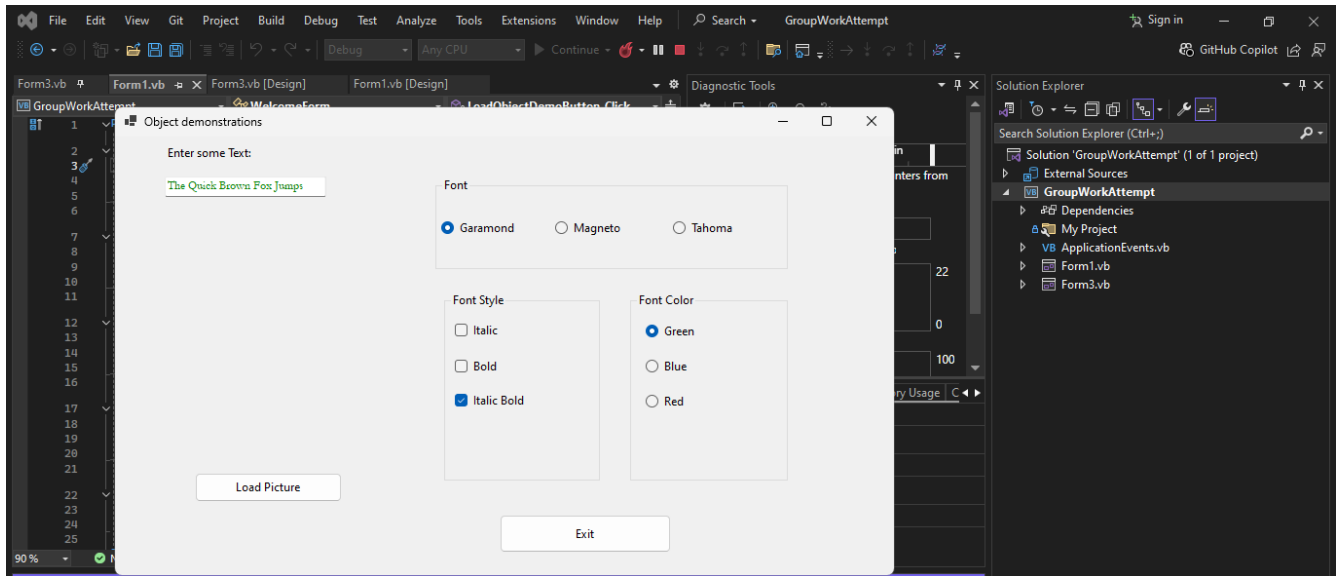 File Edit View Git Project Build Debug Test Analyze Tools Extensions Window Help Search GroupWorkAttempt Sign in
Debug Any CPU Continue GitHub Copilot
Form3.vb Form1.vb Form3.vb [Design] Form1.vb [Design] Diagnostic Tools Solution Explorer
GroupWorkAttempt WelcomeForm LoadObjectDemoButton_Click
Search Solution Explorer (Ctrl+;)
Solution 'GroupWorkAttempt' (1 of 1 project)
External Sources
GroupWorkAttempt
Dependencies
My Project
VB ApplicationEvents.vb
Form1.vb
Form3.vb
Object demonstrations
Enter some Text:
The Quick Brown Fox Jumps
Font
Garamond Magneto Tahoma
Font Style Font Color
Italic Green
Bold Blue
Italic Bold Red
Load Picture
Exit
1
2
3
4
5
6
7
8
9
10
11
12
13
14
15
16
17
18
19
20
21
22
23
24
25
90 %
22
0
100